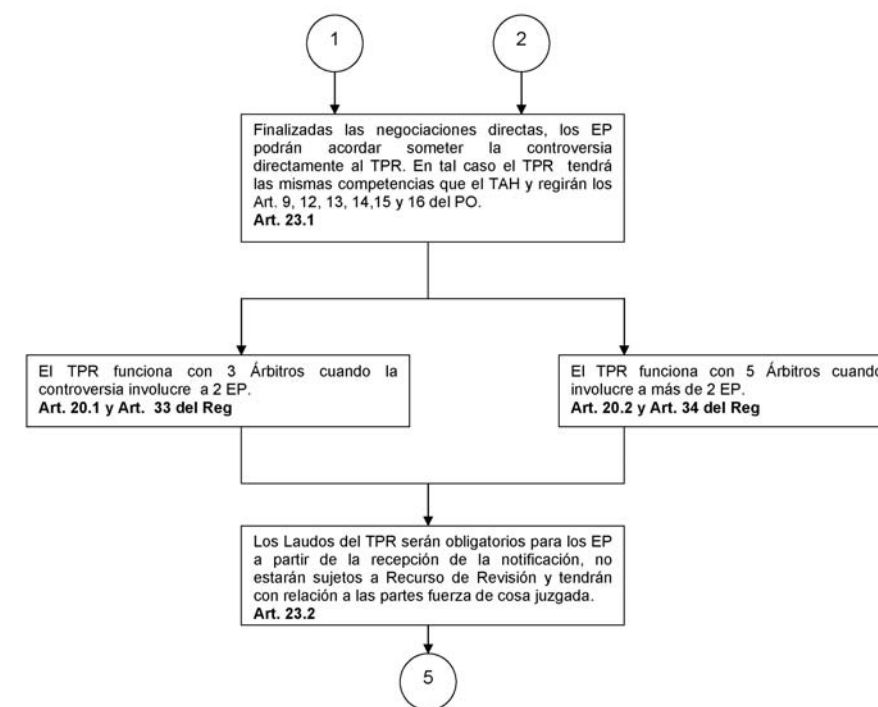 1
2
Finalizadas las negociaciones directas, los EP
podrán acordar someter la controversia
directamente al TPR. En tal caso el TPR tendrá
las mismas competencias que el TAH y regirán los
Art. 9, 12, 13, 14,15 y 16 del PO.
Art. 23.1
El TPR funciona con 3 Árbitros cuando la
controversia involucre a 2 EP.
Art. 20.1 y Art. 33 del Reg
El TPR funciona con 5 Árbitros cuando
involucre a más de 2 EP.
Art. 20.2 y Art. 34 del Reg
Los Laudos del TPR serán obligatorios para los EP
a partir de la recepción de la notificación, no
estarán sujetos a Recurso de Revisión y tendrán
con relación a las partes fuerza de cosa juzgada.
Art. 23.2
5